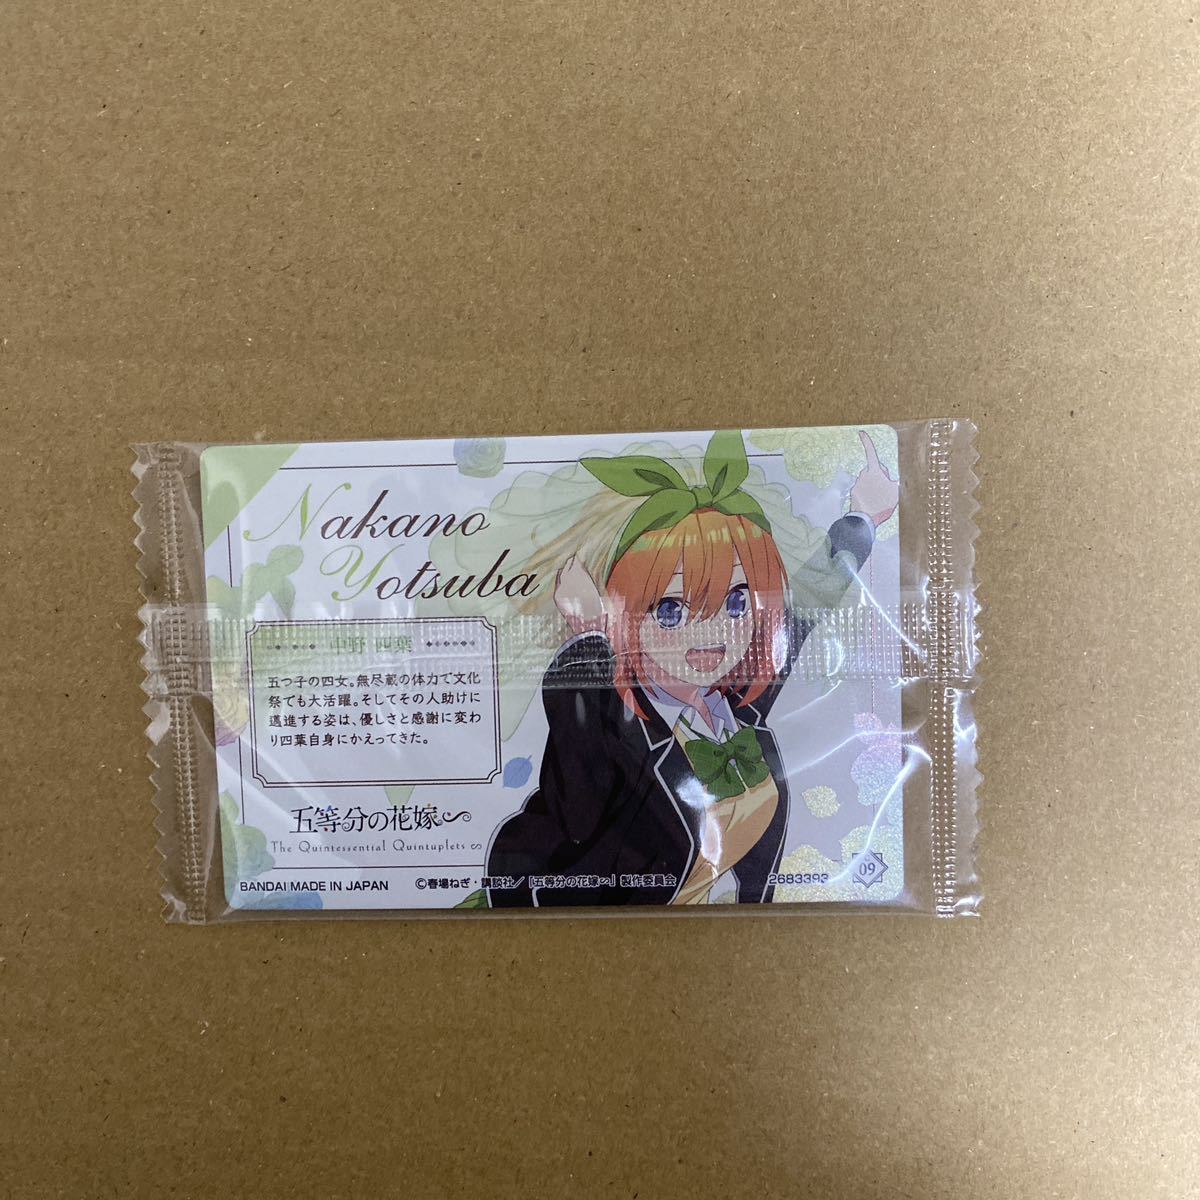 Nakano
Yotsuba
中野 四葉
五つ子の四女。無尽蔵の体力で文化
祭でも大活躍。そしてその人助けに
邁進する姿は、優しさと感謝に変わ
り四葉自身にかえってきた。
五等分の花嫁∽
The Quintessential Quintuplets ∽
BANDAI MADE IN JAPAN
©春場ねぎ・講談社/「五等分の花嫁∽」製作委員会
2683393
09